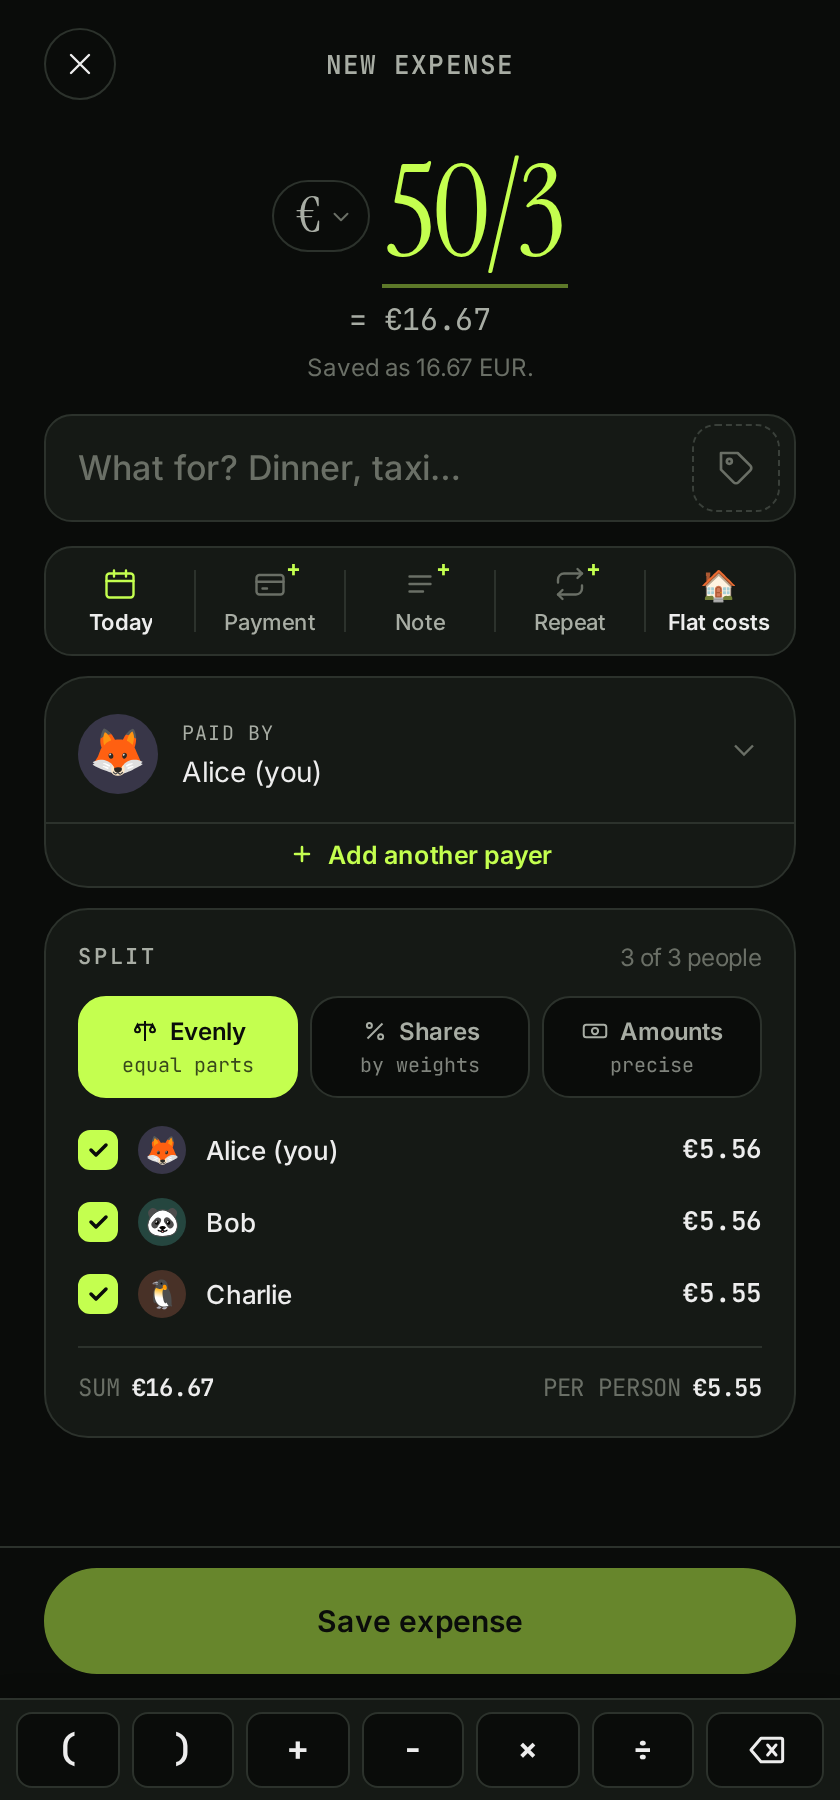 NEW EXPENSE
€ 50/3
= €16.67
Saved as 16.67 EUR.
What for? Dinner, taxi...
Today Payment Note Repeat Flat costs
PAID BY
Alice (you)
+ Add another payer
SPLIT 3 of 3 people
Evenly Shares Amounts
equal parts by weights precise
Alice (you) €5.56
Bob €5.56
Charlie €5.55
SUM €16.67 PER PERSON €5.55
Save expense
( ) + - × ÷